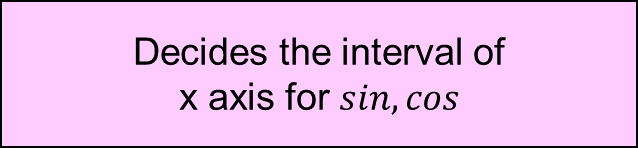 Decides the interval of
x axis for sin, cos